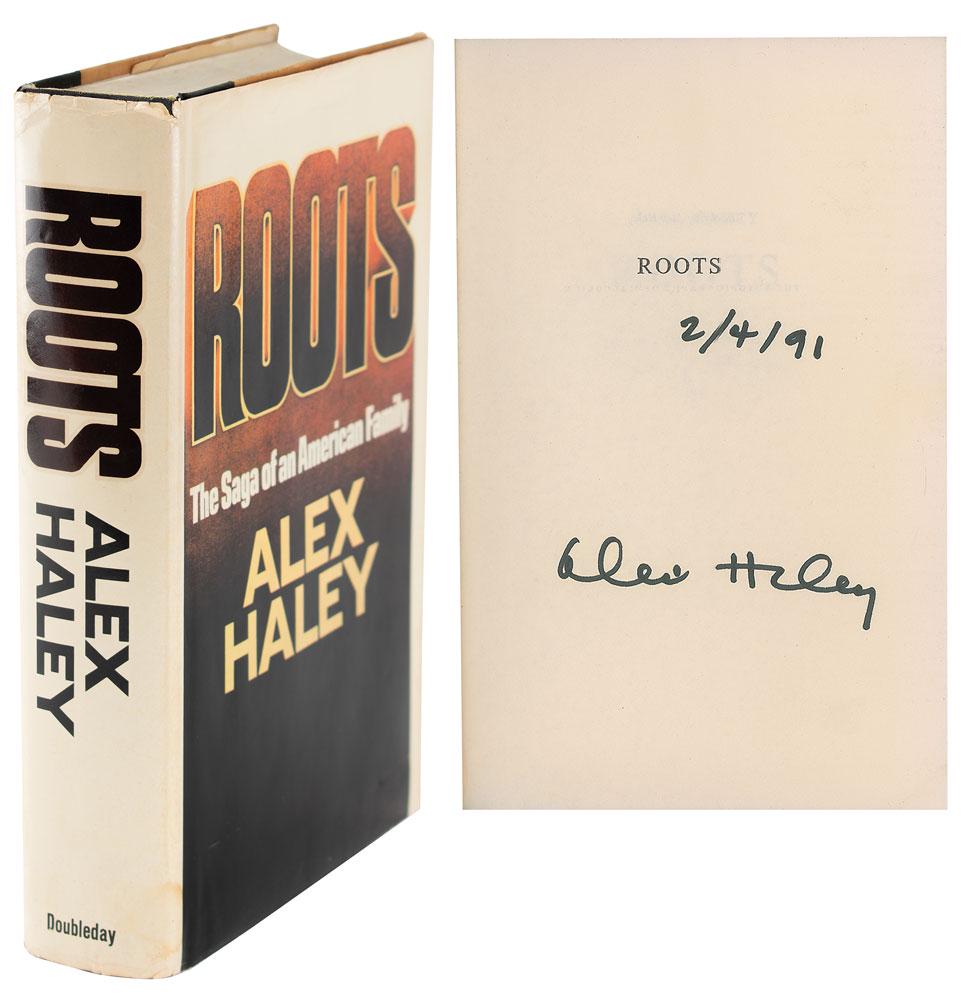 ROOTS
ALEX
HALEY
Doubleday
ROOTS
The Saga of an American Family
ALEX
HALEY
ROOTS
2/4/91
Alex Haley